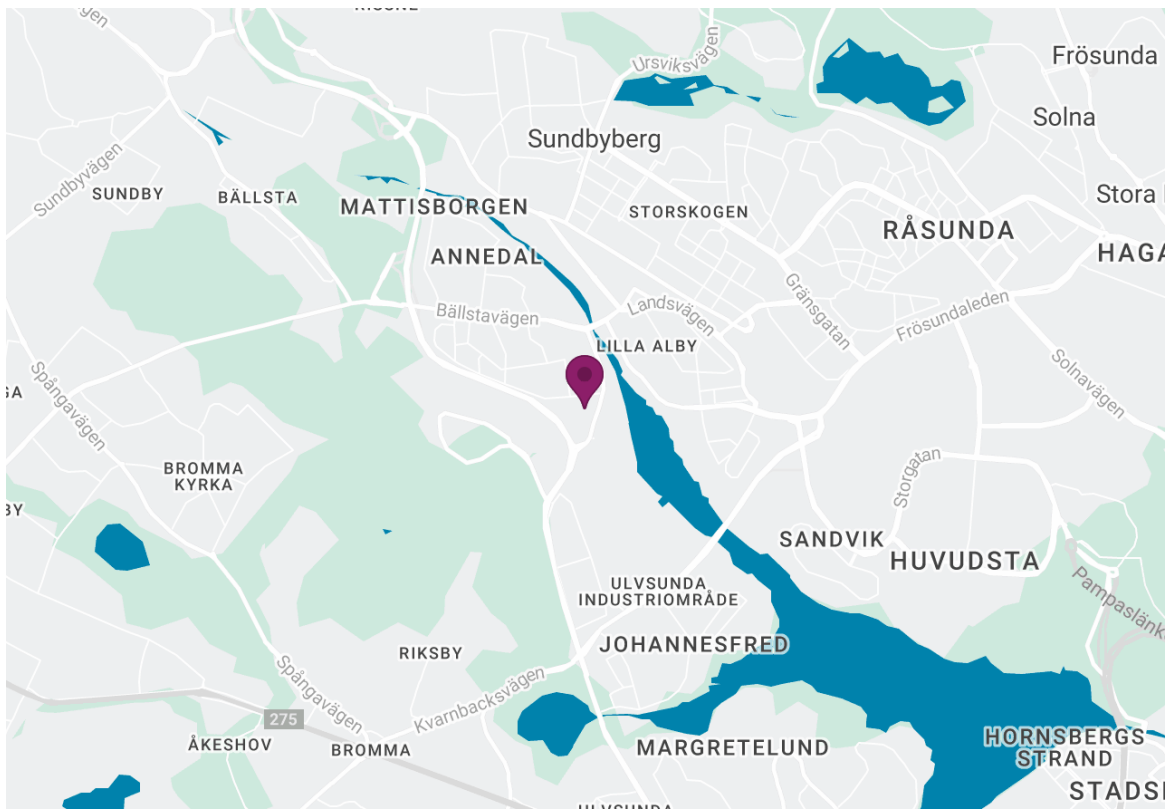 Frösunda
Ursviksvägen
Solna
Sundbyberg
Sundbyvägen
SUNDBY
BÄLLSTA
MATTISBORGEN
STORSKOGEN
Stora
RÅSUNDA
ANNEDAL
HAGA
Gränsgatan
Bällstavägen
Landsvägen
Frösundaleden
LILLA ALBY
Solnavägen
Spångavägen
BROMMA
KYRKA
Storgatan
SANDVIK
HUVUDSTA
ULVSUNDA
INDUSTRIOMRÅDE
Pampaslänk
JOHANNESFRED
RIKSBY
Spångavägen
Kvarnbacksvägen
275
ÅKESHOV
BROMMA
MARGRETELUND
HORNSBERGS
STRAND
STADS
ULVSUNDA